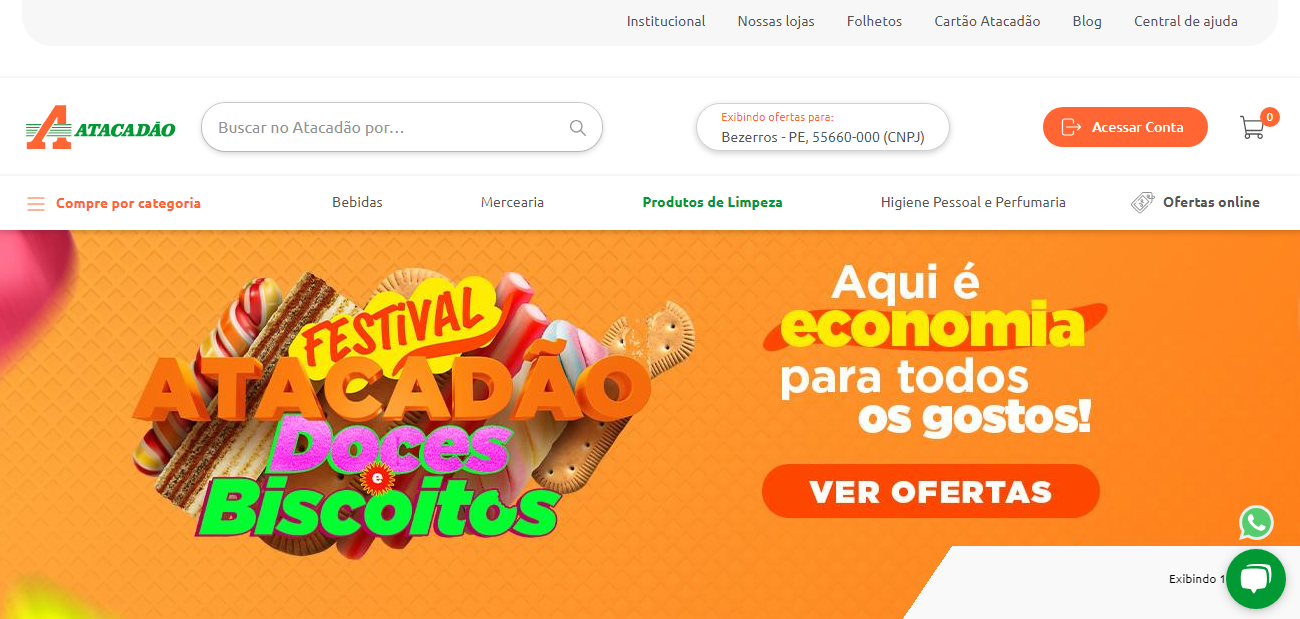 Institucional
Nossas lojas
Folhetos
Cartão Atacadão
Blog
Central de ajuda
ATACADÃO
Buscar no Atacadão por...
Exibindo ofertas para:
Bezerros - PE, 55660-000 (CNPJ)
Acessar Conta
0
Compre por categoria
Bebidas
Mercearia
Produtos de Limpeza
Higiene Pessoal e Perfumaria
Ofertas online
FESTIVAL
ATACADÃO
Doces
e
Biscoitos
Aqui é
economia
para todos
os gostos!
VER OFERTAS
Exibindo 1